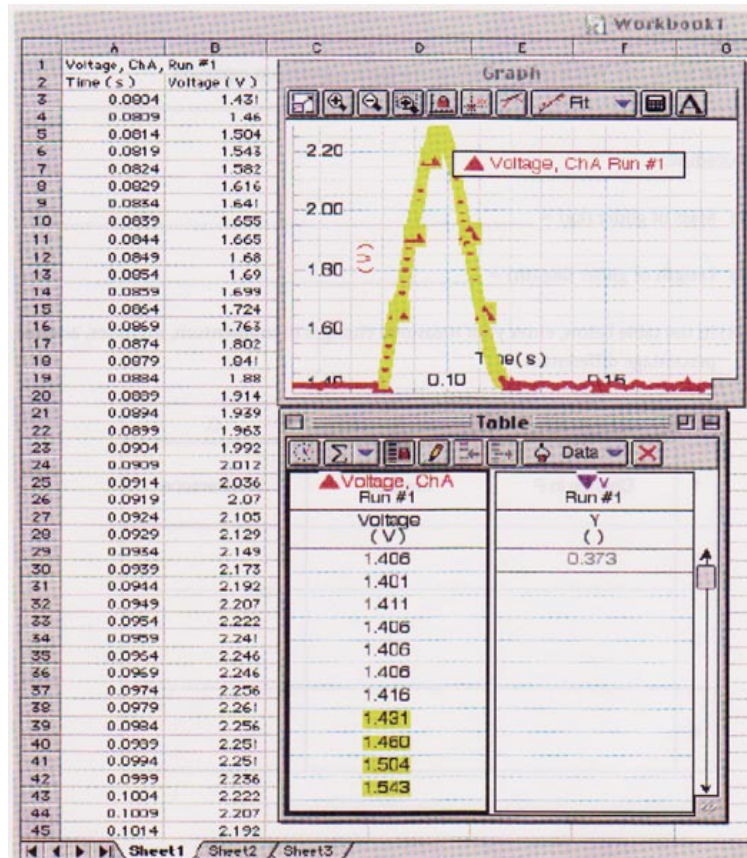 Workbook1
A B C D E F G
1 Voltage, ChA, Run #1
2 Time ( s ) Voltage ( V )
3 0.0804 1.431
4 0.0809 1.46
5 0.0814 1.504
6 0.0819 1.543
7 0.0824 1.582
8 0.0829 1.616
9 0.0834 1.641
10 0.0839 1.655
11 0.0844 1.665
12 0.0849 1.68
13 0.0854 1.69
14 0.0859 1.699
15 0.0864 1.724
16 0.0869 1.763
17 0.0874 1.802
18 0.0879 1.841
19 0.0884 1.88
20 0.0889 1.914
21 0.0894 1.939
22 0.0899 1.963
23 0.0904 1.992
24 0.0909 2.012
25 0.0914 2.036
26 0.0919 2.07
27 0.0924 2.105
28 0.0929 2.129
29 0.0934 2.149
30 0.0939 2.173
31 0.0944 2.192
32 0.0949 2.207
33 0.0954 2.222
34 0.0959 2.241
35 0.0964 2.246
36 0.0969 2.246
37 0.0974 2.256
38 0.0979 2.261
39 0.0984 2.256
40 0.0989 2.251
41 0.0994 2.251
42 0.0999 2.236
43 0.1004 2.222
44 0.1009 2.207
45 0.1014 2.192
Sheet1 Sheet2 Sheet3
Graph
Fit A
2.20
Voltage, ChA Run #1
2.00
(V)
1.80
1.60
1.40
0.10 0.15
Table
Σ Data
Voltage, ChA
Run #1
Voltage
(V)
1.406
1.401
1.411
1.406
1.406
1.406
1.416
1.431
1.460
1.504
1.543
V
Run #1
Y
( )
0.373